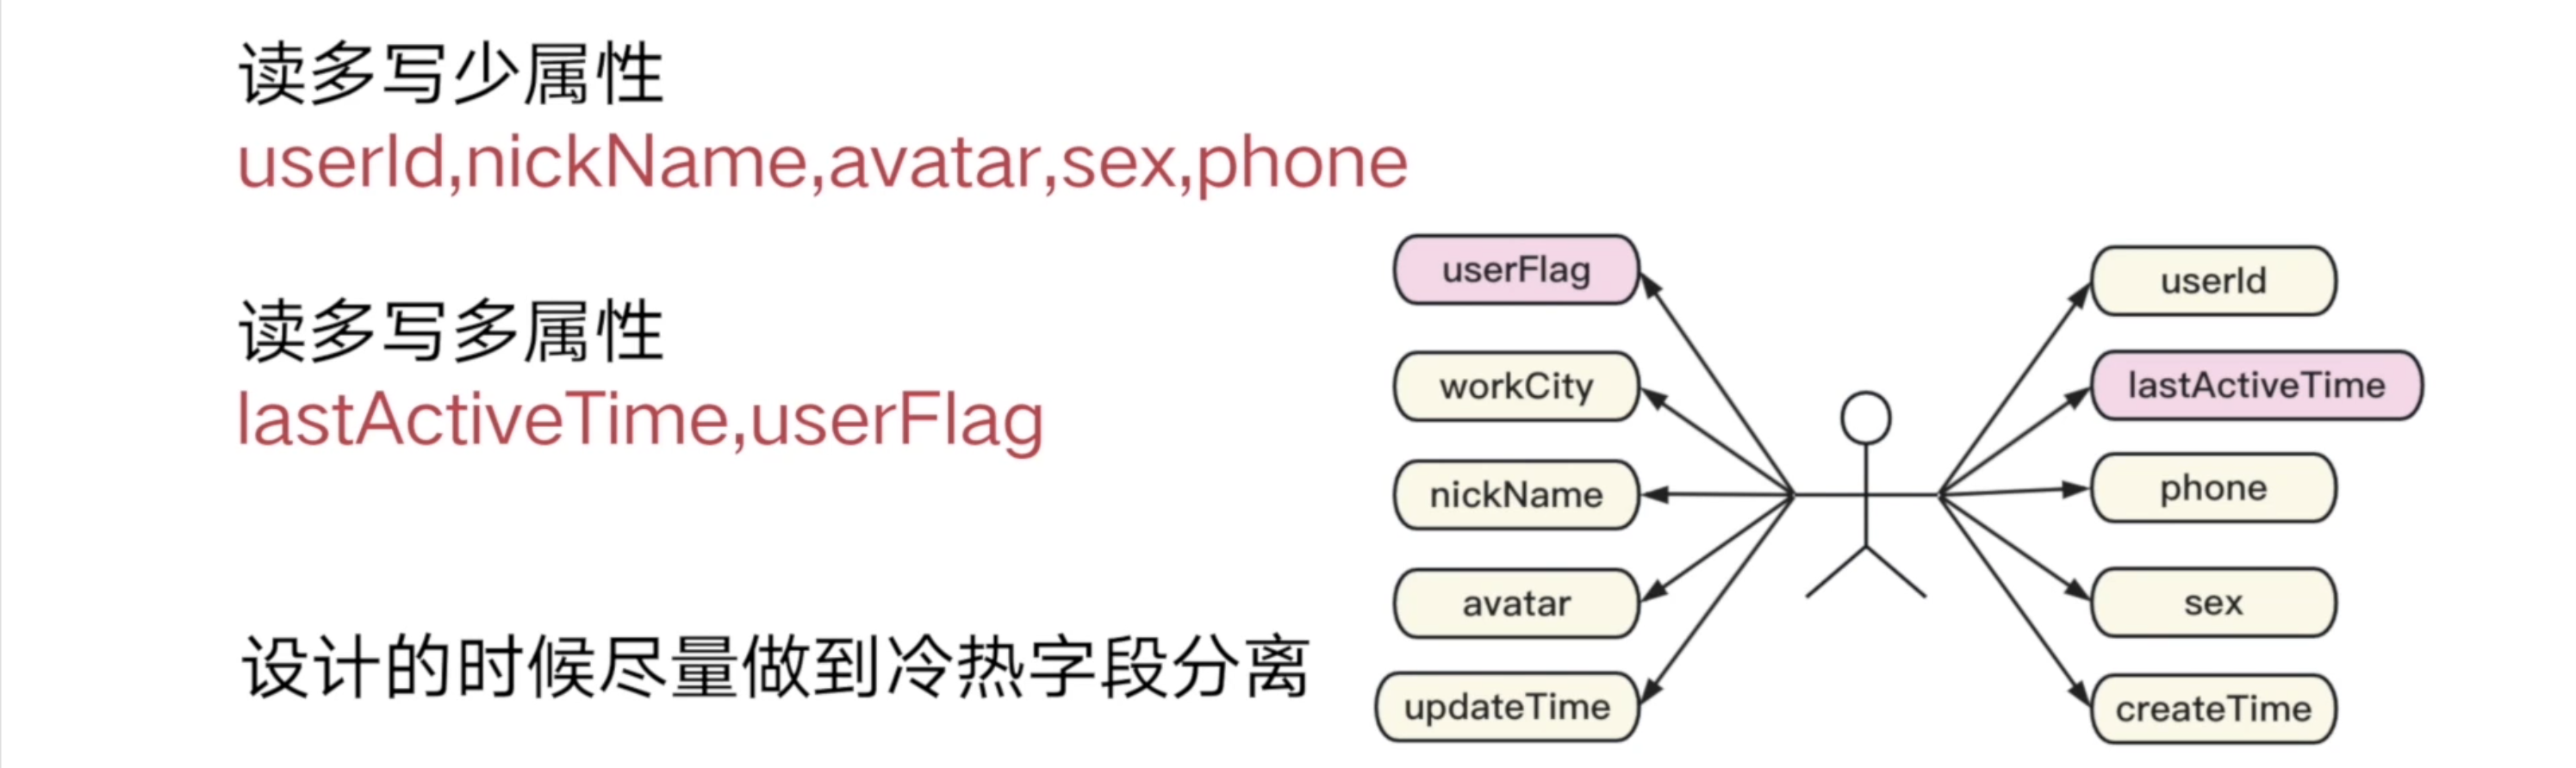 读多写少属性
userId,nickName,avatar,sex,phone
读多写多属性
lastActiveTime,userFlag
设计的时候尽量做到冷热字段分离
userFlag
workCity
nickName
avatar
updateTime
userId
lastActiveTime
phone
sex
createTime